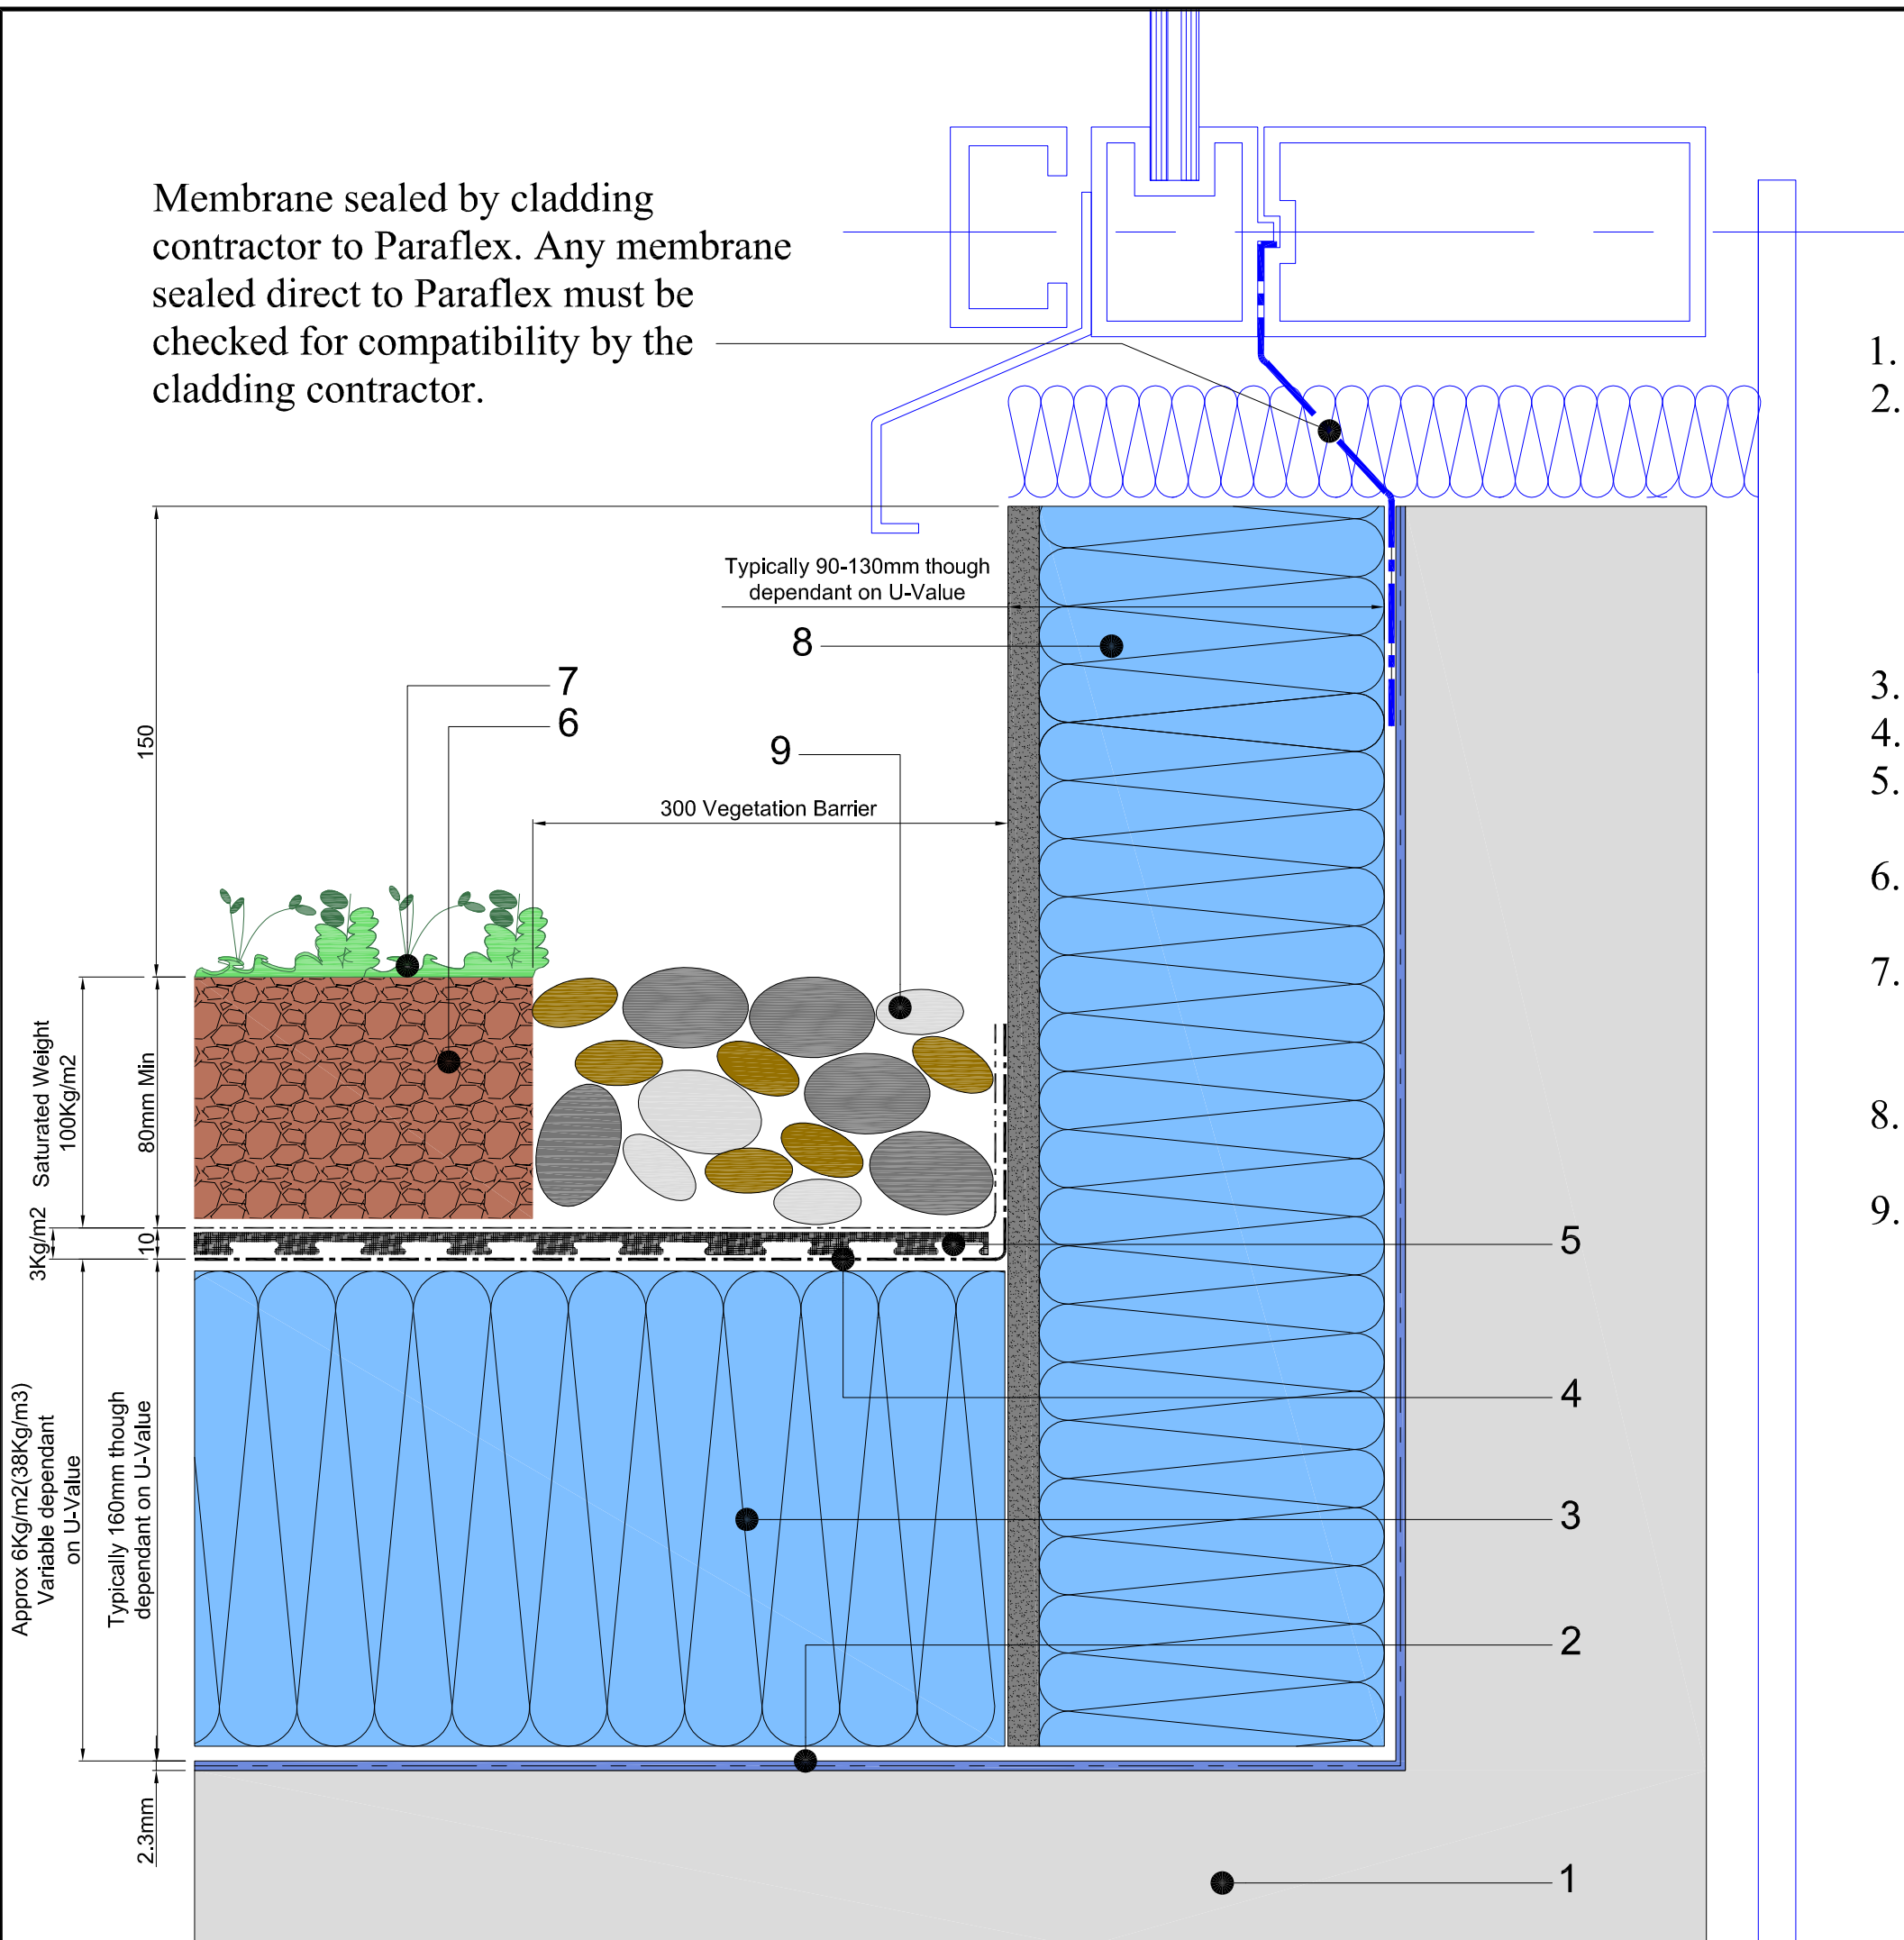 Membrane sealed by cladding
contractor to Paraflex. Any membrane
sealed direct to Paraflex must be
checked for compatibility by the
cladding contractor.
1.
2.
3.
4.
5.
6.
7.
8.
9.
Typically 90-130mm though
dependant on U-Value
8
7
6
9
300 Vegetation Barrier
150
Saturated Weight
100Kg/m2
80mm Min
3Kg/m2
10
5
4
3
2
1
Approx 6Kg/m2(38Kg/m3)
Variable dependant
on U-Value
Typically 160mm though
dependant on U-Value
2.3mm